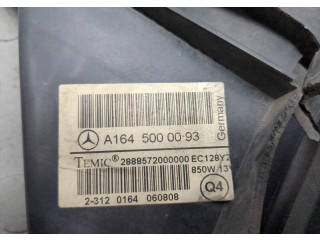 A164 500 00-93
Germany
TEMIC® 2888572000000 EC128Y2
850W. 13V
Q4
2-312 0164 060808